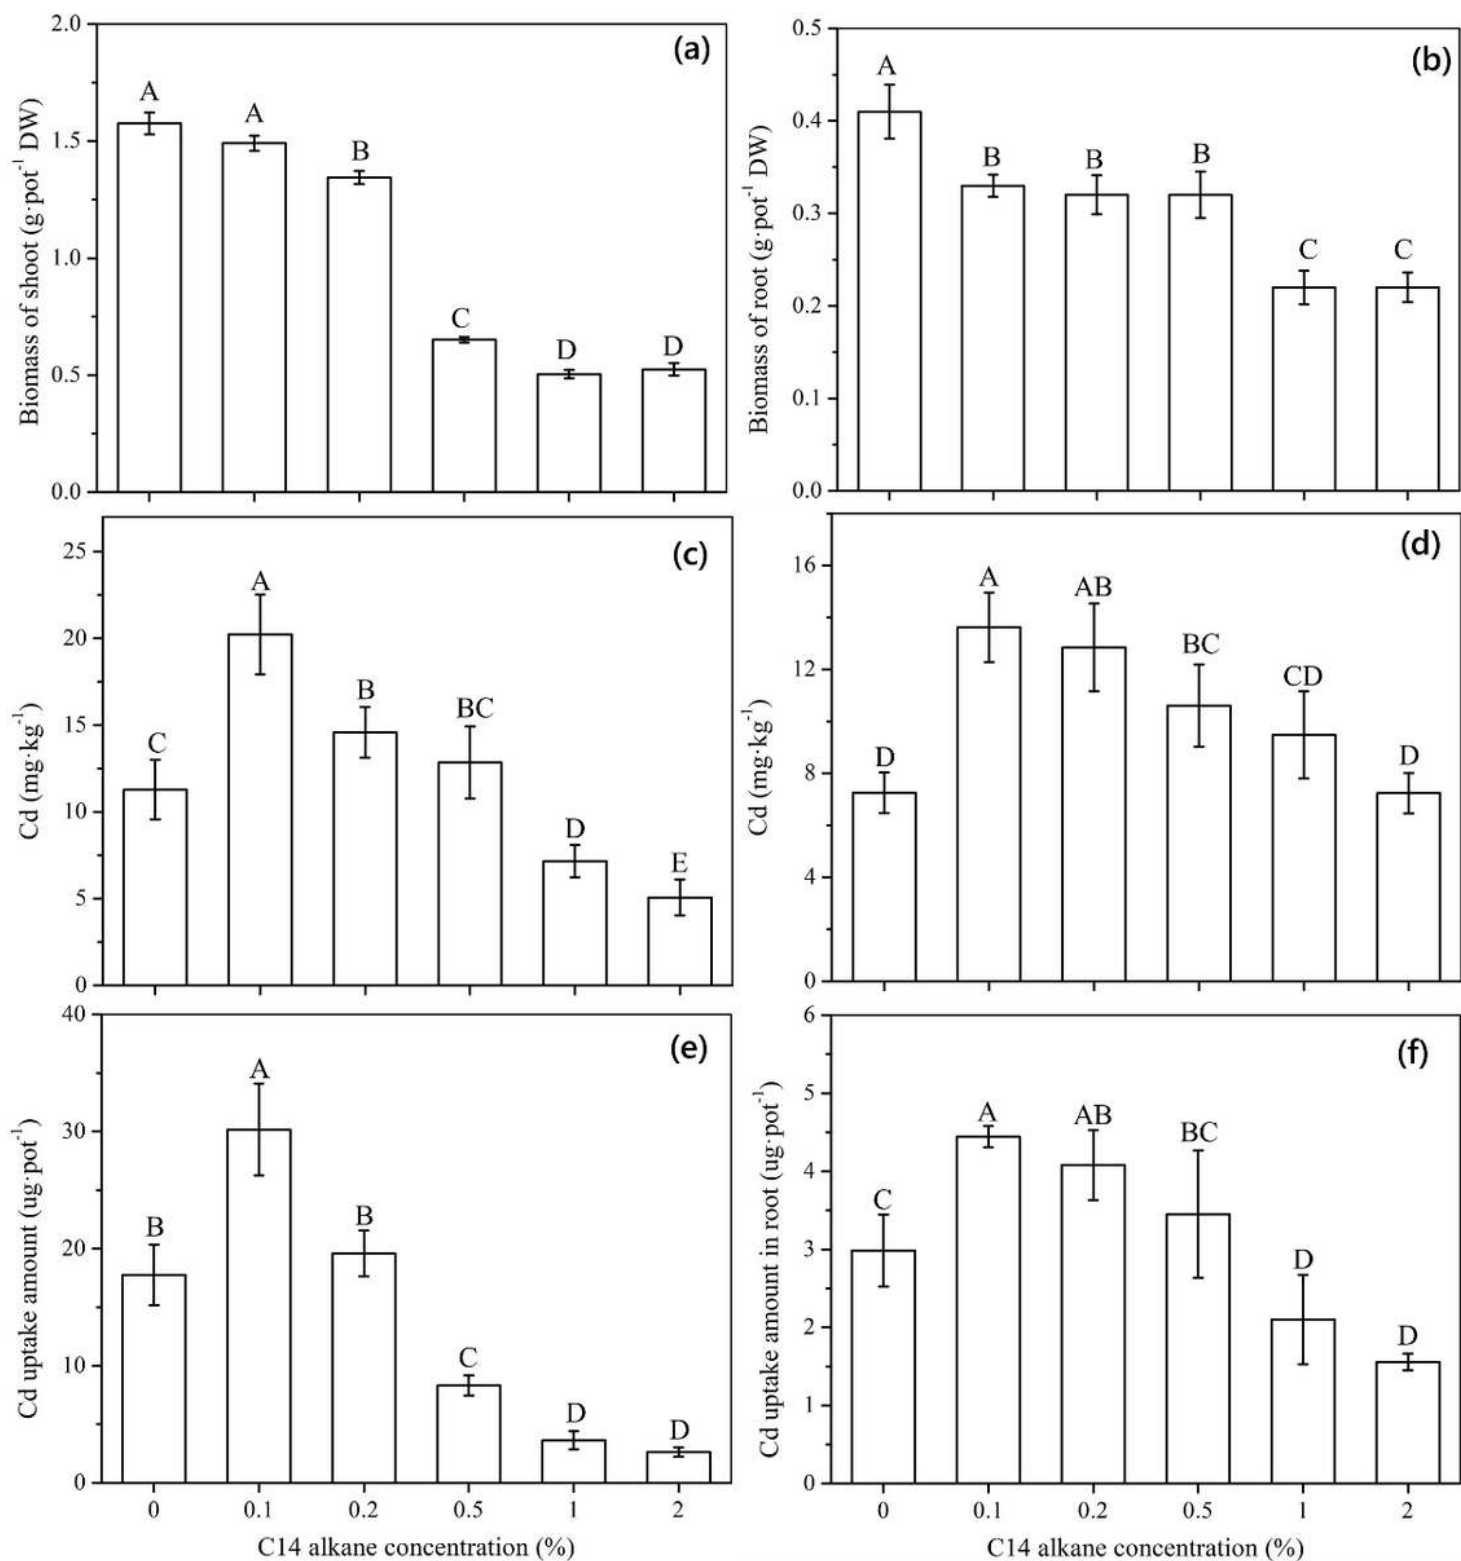 (a)
Biomass of shoot (g·pot⁻¹ DW)
2.0
1.5
1.0
0.5
0.0
A
A
B
C
D
D
(b)
Biomass of root (g·pot⁻¹ DW)
0.5
0.4
0.3
0.2
0.1
0.0
A
B
B
B
C
C
(c)
Cd (mg·kg⁻¹)
25
20
15
10
5
0
C
A
B
BC
D
E
(d)
Cd (mg·kg⁻¹)
16
12
8
4
0
D
A
AB
BC
CD
D
(e)
Cd uptake amount (ug·pot⁻¹)
40
30
20
10
0
B
A
B
C
D
D
0 0.1 0.2 0.5 1 2
C14 alkane concentration (%)
(f)
Cd uptake amount in root (ug·pot⁻¹)
6
5
4
3
2
1
0
C
A
AB
BC
D
D
0 0.1 0.2 0.5 1 2
C14 alkane concentration (%)